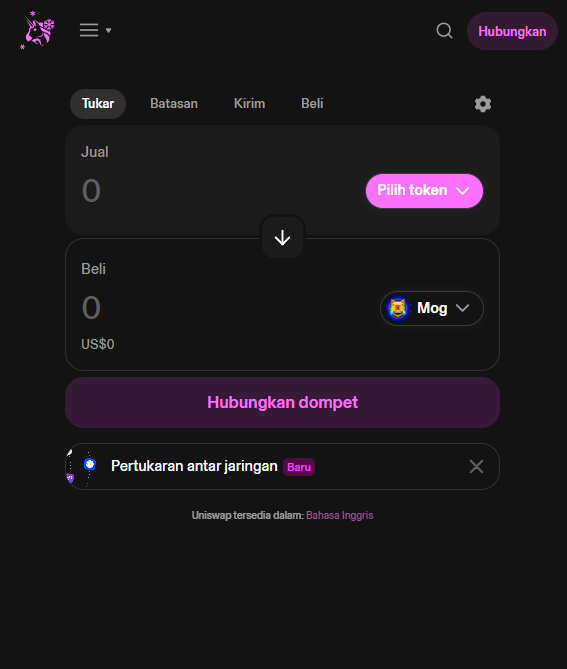 Hubungkan
Tukar
Batasan
Kirim
Beli
Jual
0
Pilih token
Beli
0
Mog
US$0
Hubungkan dompet
Pertukaran antar jaringan Baru
Uniswap tersedia dalam: Bahasa Inggris